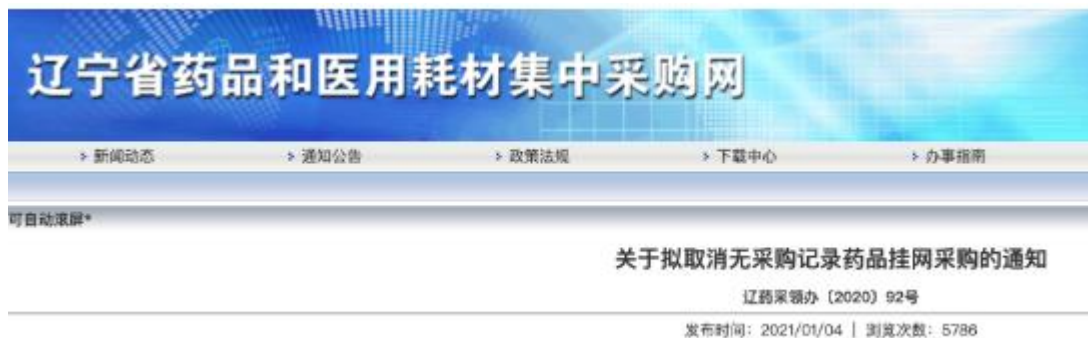 辽宁省药品和医用耗材集中采购网
> 新闻动态 > 通知公告 > 政策法规 > 下载中心 > 办事指南
可自动滚屏*
关于拟取消无采购记录药品挂网采购的通知
辽药采领办〔2020〕92号
发布时间：2021/01/04 | 浏览次数：5786